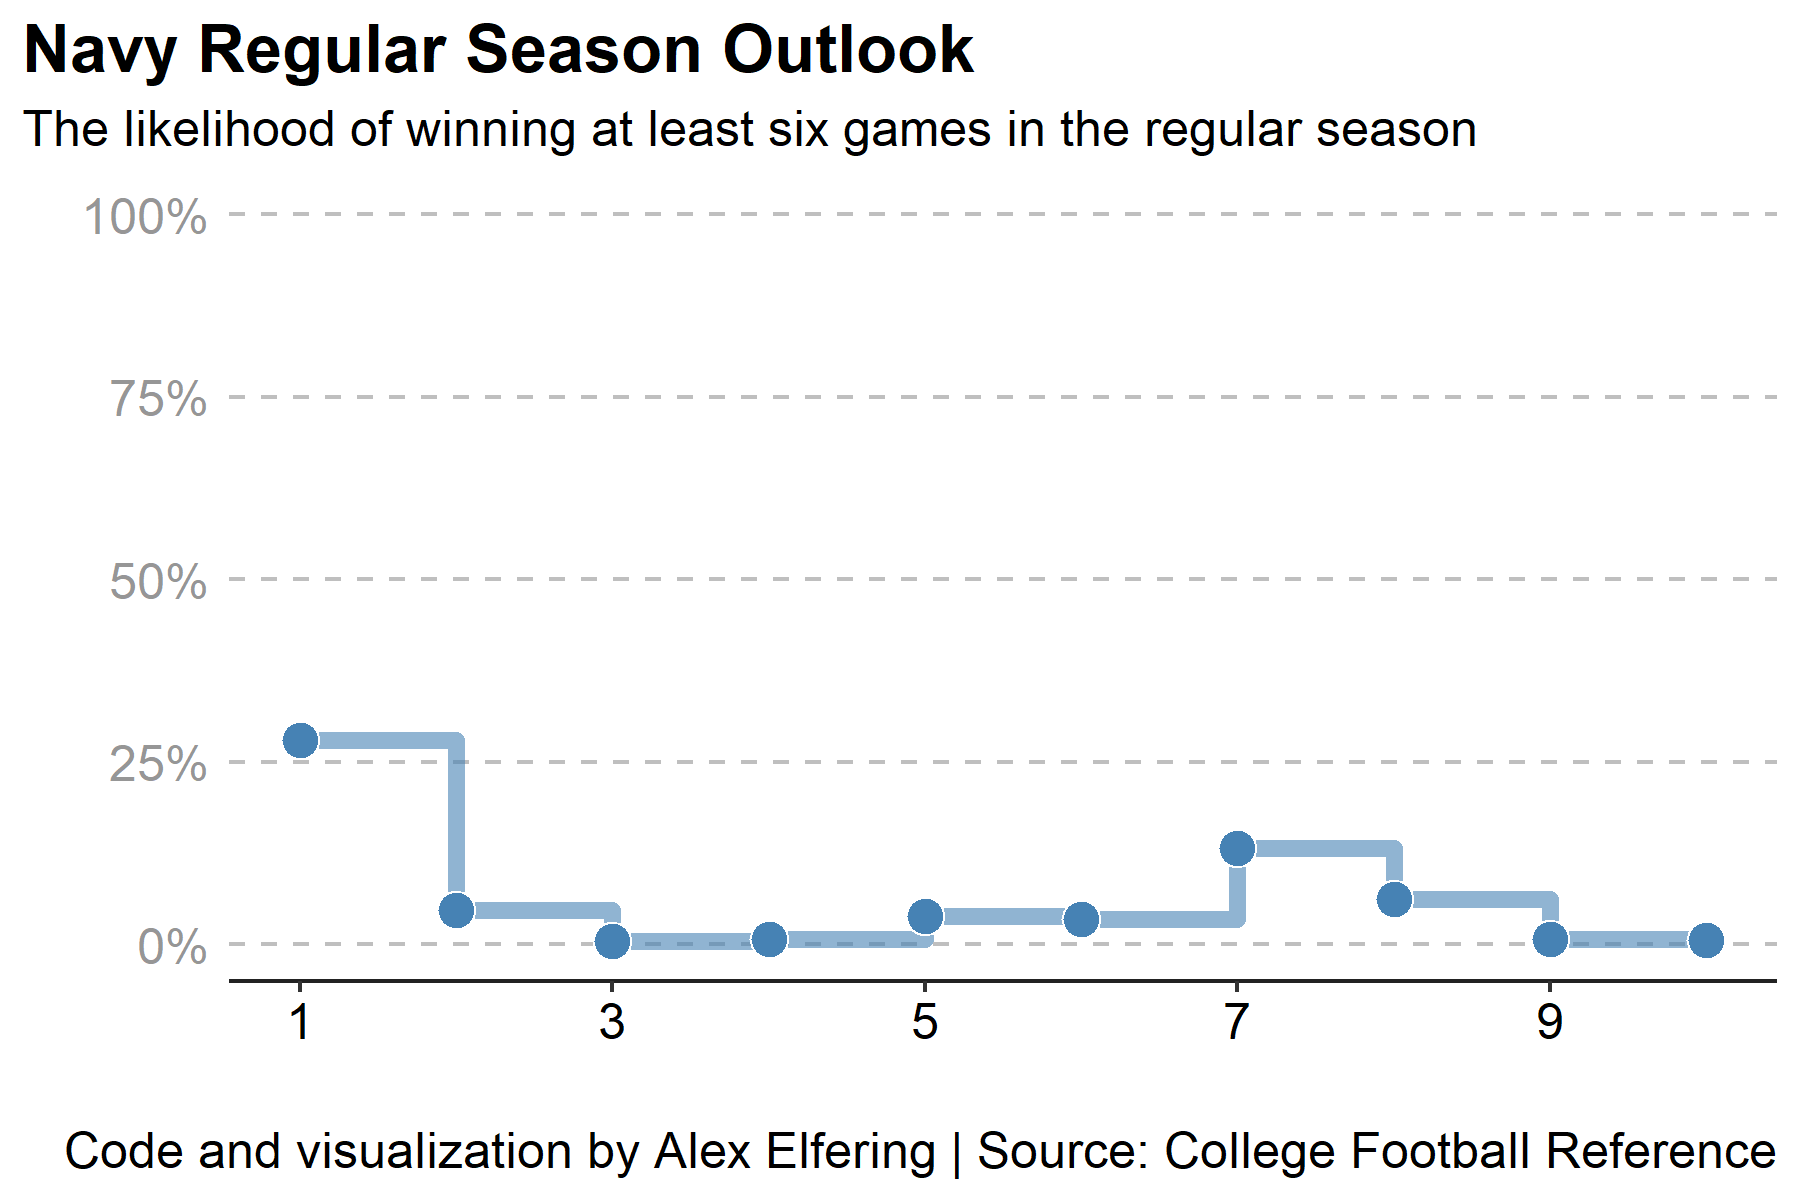 Navy Regular Season Outlook
The likelihood of winning at least six games in the regular season
100%
75%
50%
25%
0%
1 3 5 7 9
Code and visualization by Alex Elfering | Source: College Football Reference